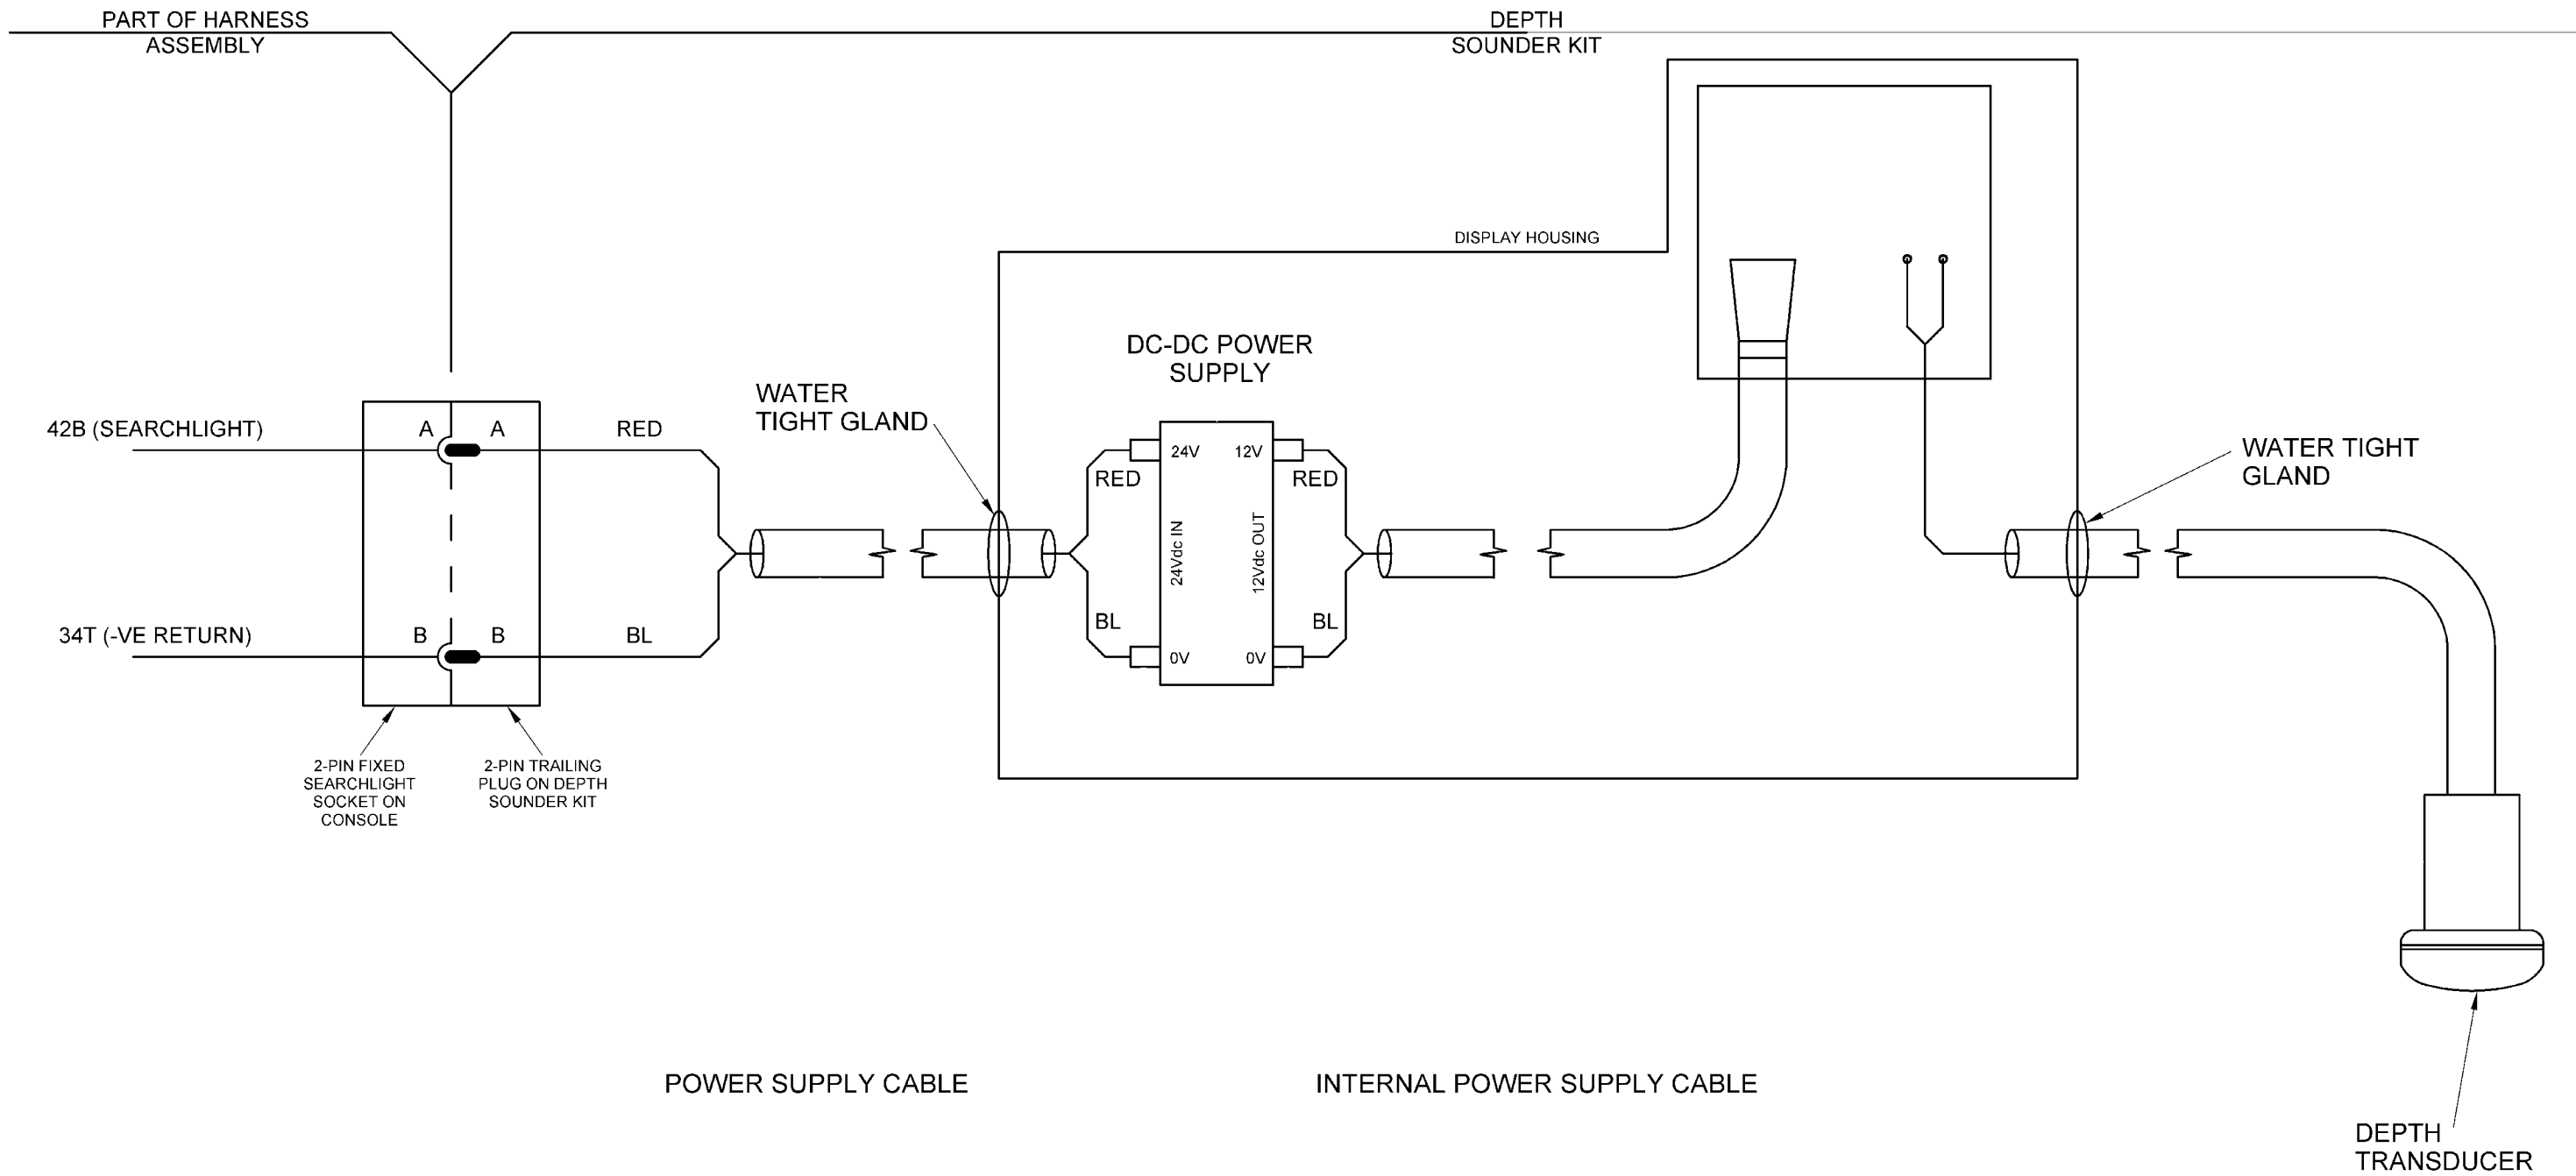 PART OF HARNESS
ASSEMBLY
DEPTH
SOUNDER KIT
DISPLAY HOUSING
DC-DC POWER
SUPPLY
WATER
TIGHT GLAND
42B (SEARCHLIGHT)
A
A
RED
24V
12V
RED
RED
24Vdc IN
12Vdc OUT
WATER TIGHT
GLAND
34T (-VE RETURN)
B
B
BL
BL
BL
0V
0V
2-PIN FIXED
SEARCHLIGHT
SOCKET ON
CONSOLE
2-PIN TRAILING
PLUG ON DEPTH
SOUNDER KIT
POWER SUPPLY CABLE
INTERNAL POWER SUPPLY CABLE
DEPTH
TRANSDUCER